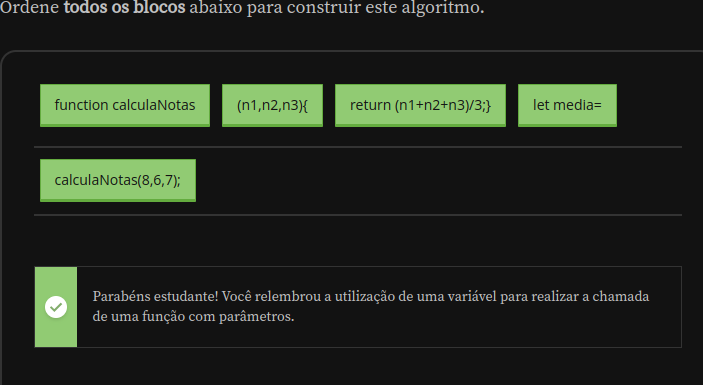 Ordene todos os blocos abaixo para construir este algoritmo.
function calculaNotas (n1,n2,n3){ return (n1+n2+n3)/3;} let media=
calculaNotas(8,6,7);
Parabéns estudante! Você relembrou a utilização de uma variável para realizar a chamada
de uma função com parâmetros.